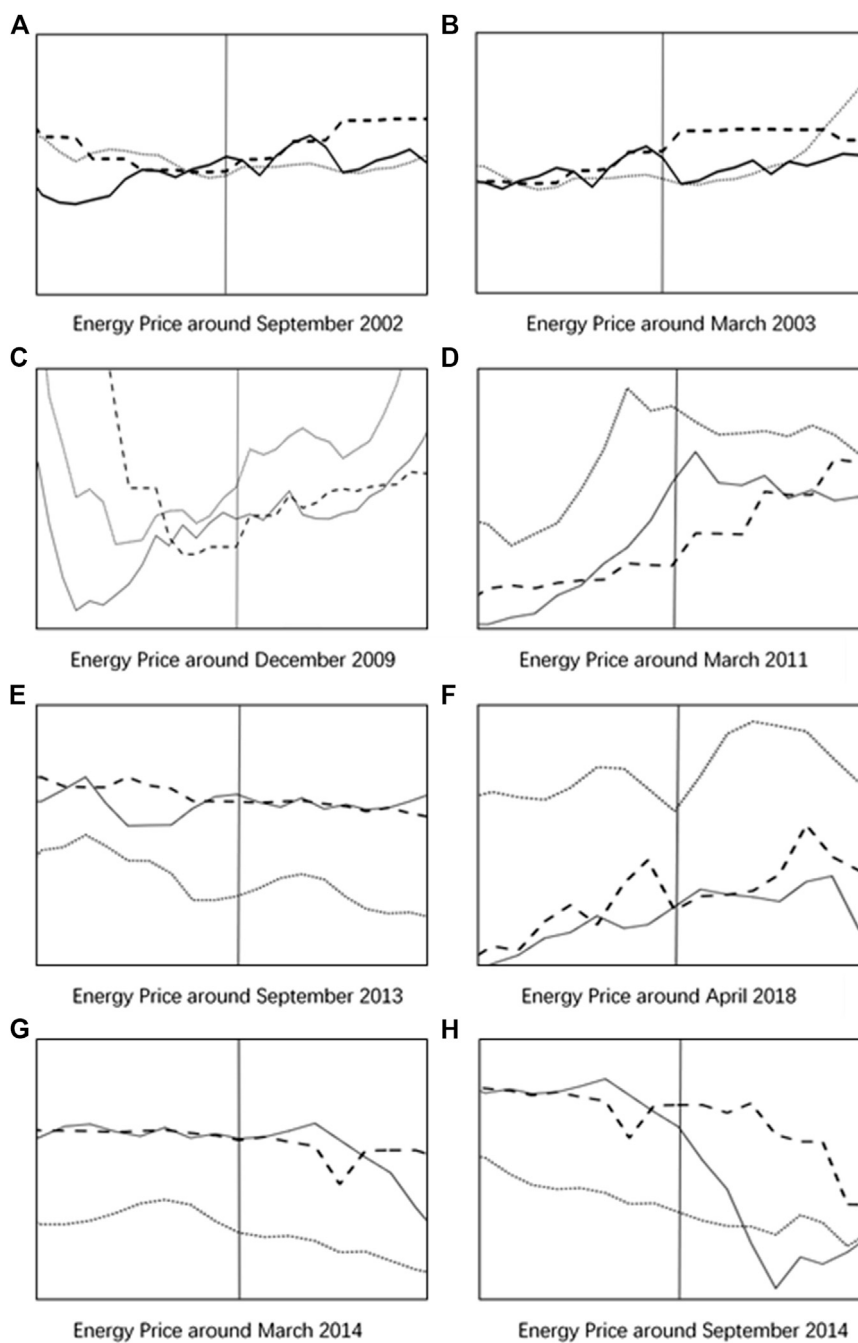 A
B
Energy Price around September 2002
Energy Price around March 2003
C
D
Energy Price around December 2009
Energy Price around March 2011
E
F
Energy Price around September 2013
Energy Price around April 2018
G
H
Energy Price around March 2014
Energy Price around September 2014